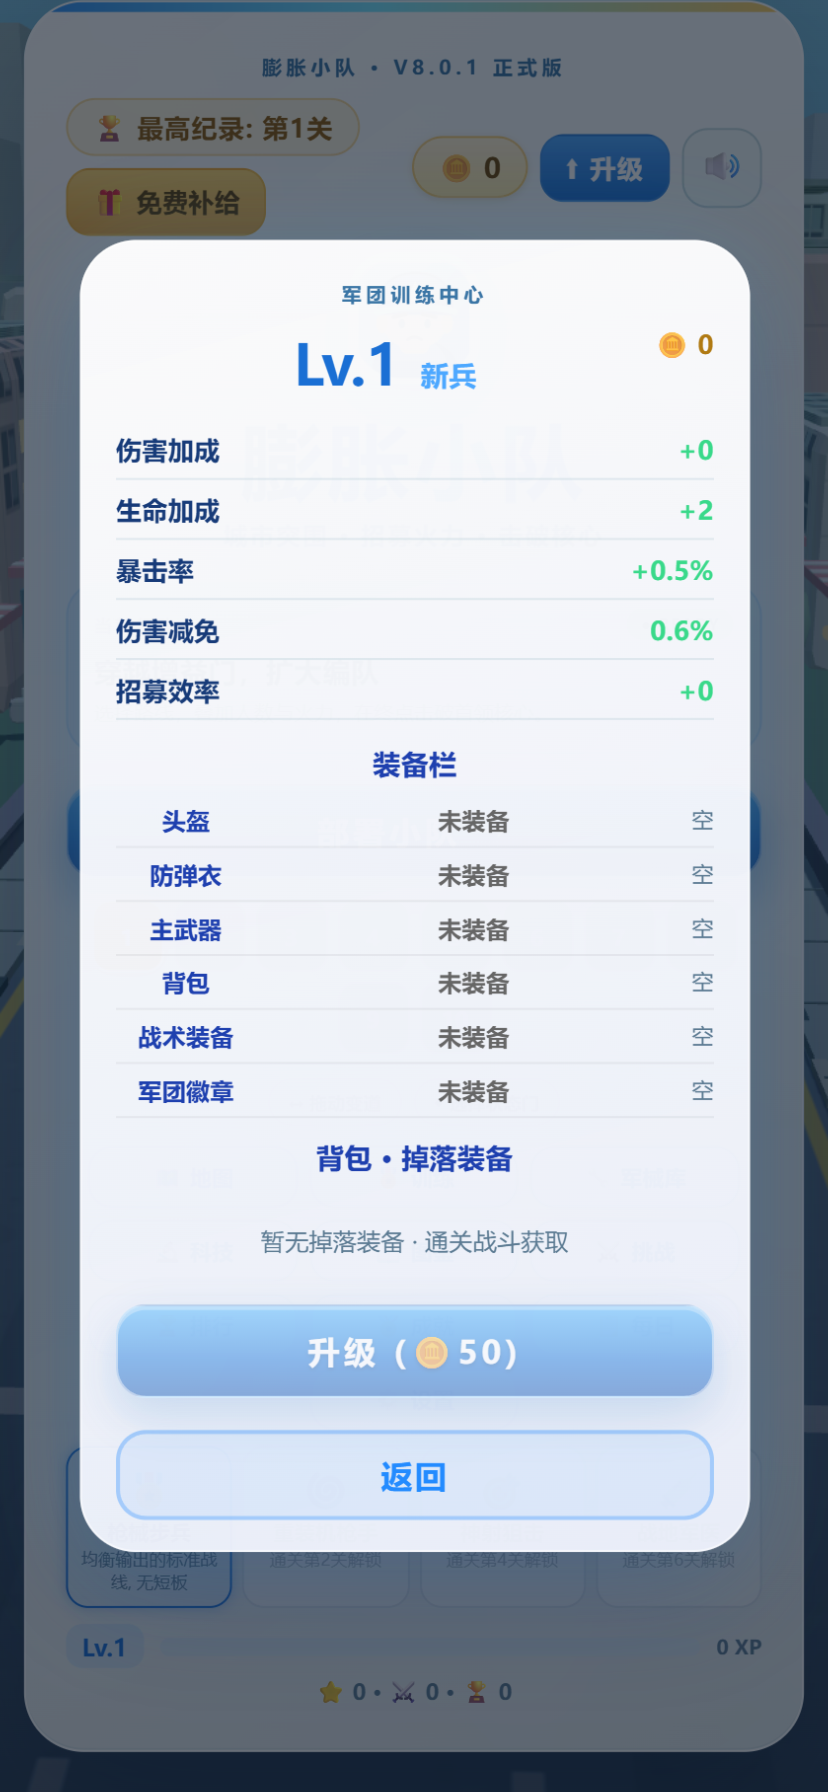 膨胀小队 • V8.0.1 正式版
最高纪录: 第1关
免费补给
0
升级
军团训练中心
Lv.1 新兵
0
伤害加成 +0
生命加成 +2
暴击率 +0.5%
伤害减免 0.6%
招募效率 +0
装备栏
头盔 未装备 空
防弹衣 未装备 空
主武器 未装备 空
背包 未装备 空
战术装备 未装备 空
军团徽章 未装备 空
背包 • 掉落装备
暂无掉落装备 · 通关战斗获取
升级 (50)
返回
均衡输出的标准战
线, 无短板
通关第2关解锁
通关第4关解锁
通关第6关解锁
Lv.1
0 XP
0 • 0 • 0